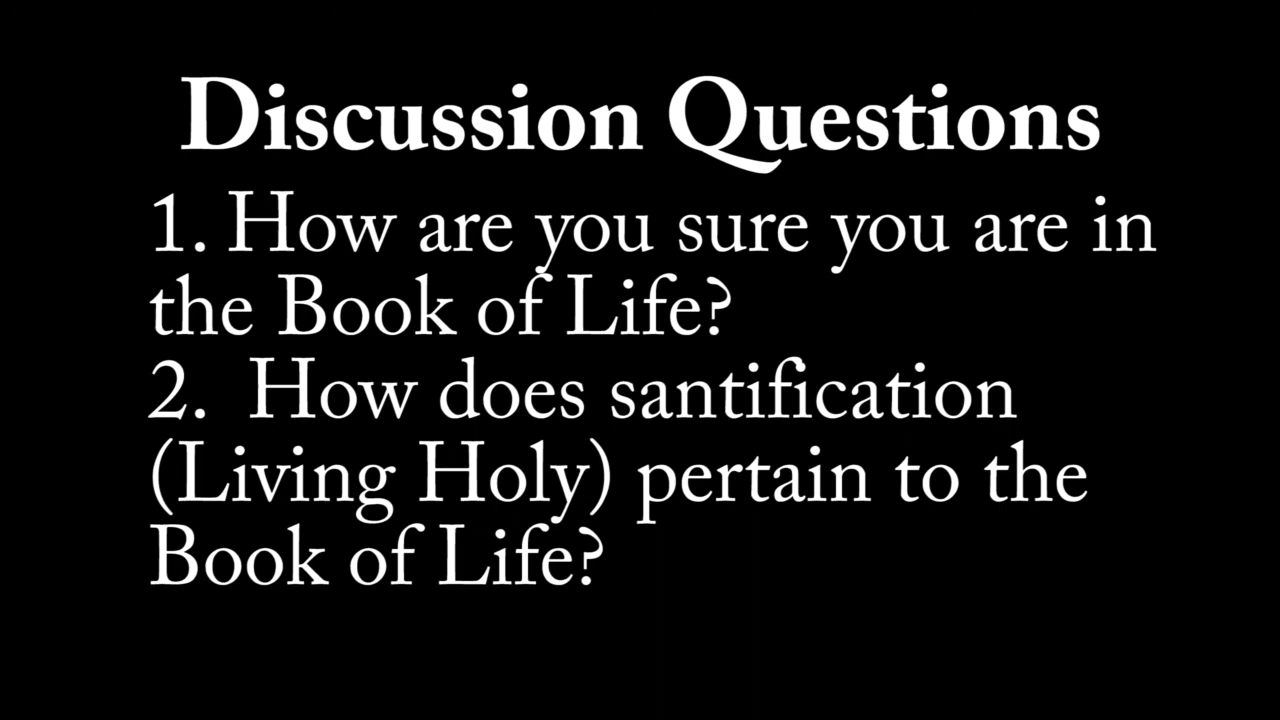 Discussion Questions
1. How are you sure you are in
the Book of Life?
2. How does santification
(Living Holy) pertain to the
Book of Life?